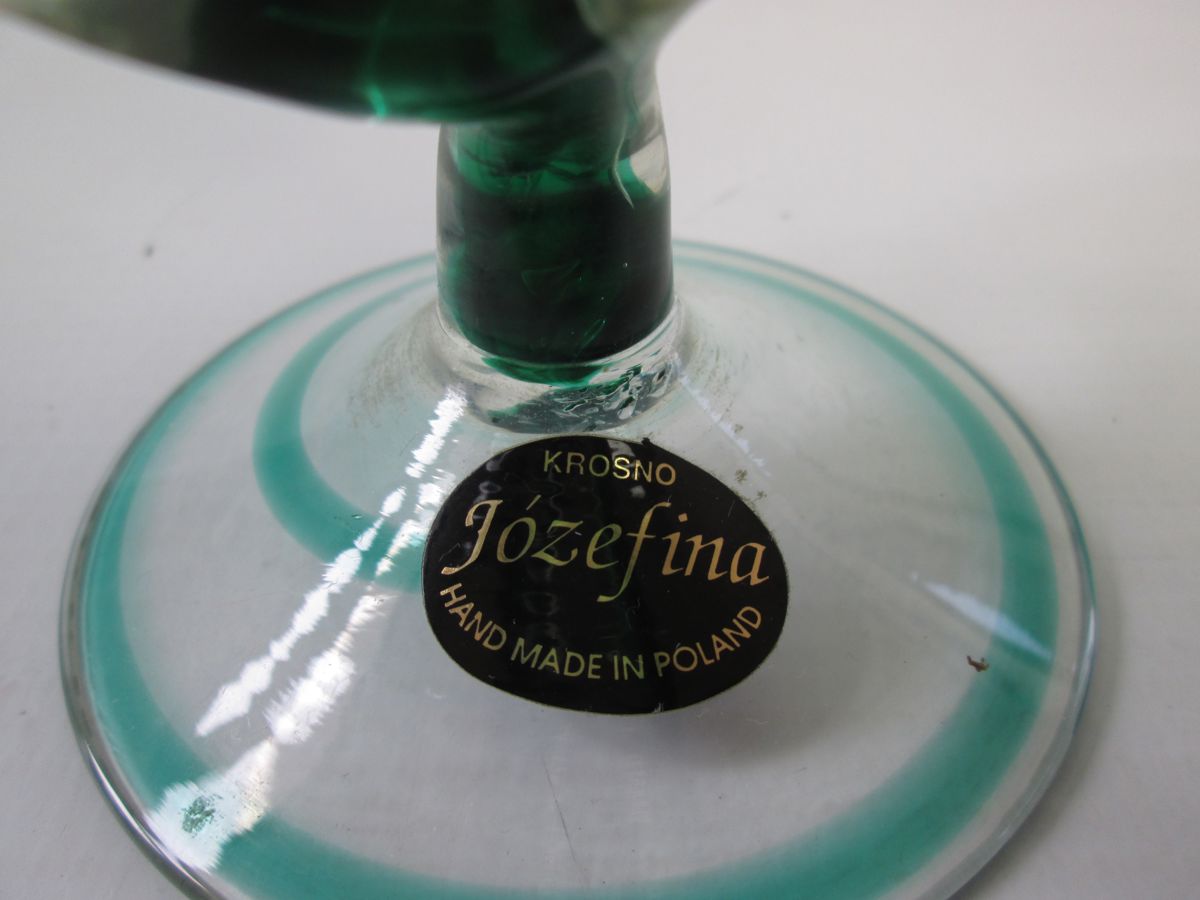 KROSNO
Józefina
HAND MADE IN POLAND